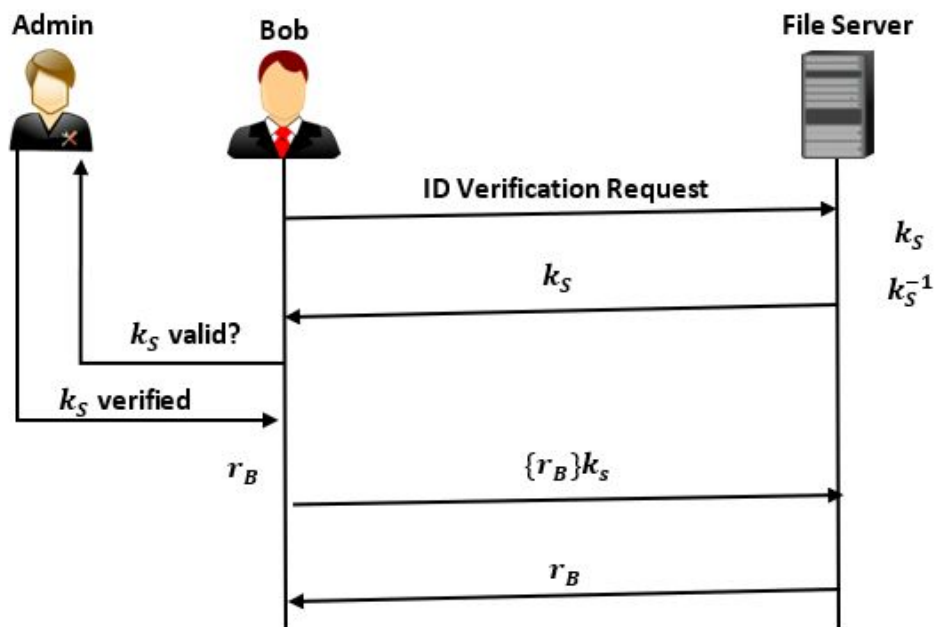 Admin
Bob
File Server
ID Verification Request
k_S
k_S
k_S^{-1}
k_S valid?
k_S verified
r_B
{r_B}k_s
r_B